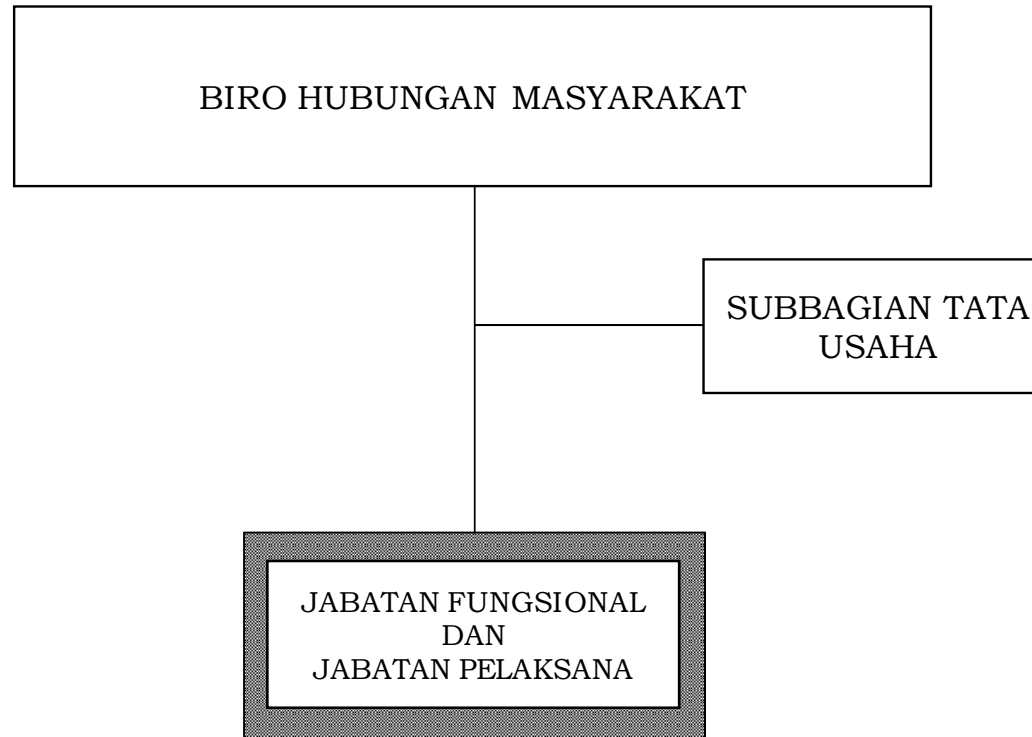 BIRO HUBUNGAN MASYARAKAT
SUBBAGIAN TATA
USAHA
JABATAN FUNGSIONAL
DAN
JABATAN PELAKSANA